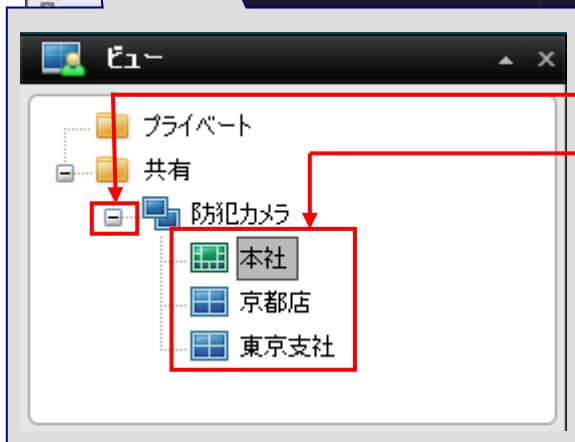 ビュー
プライベート
共有
防犯カメラ
本社
京都店
東京支社